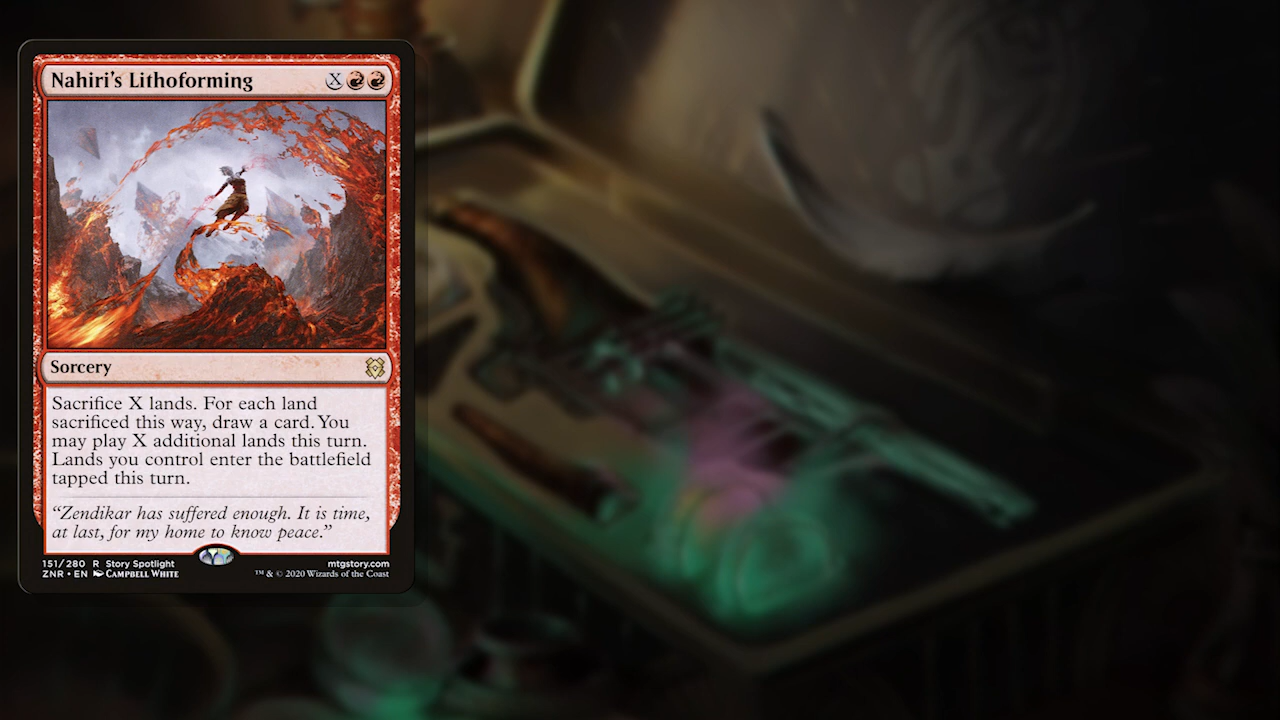 Nahiri's Lithoforming X
Sorcery
Sacrifice X lands. For each land
sacrificed this way, draw a card. You
may play X additional lands this turn.
Lands you control enter the battlefield
tapped this turn.
“Zendikar has suffered enough. It is time,
at last, for my home to know peace.”
151/280 R Story Spotlight mtgstory.com
ZNR • EN Campbell White ™ & © 2020 Wizards of the Coast